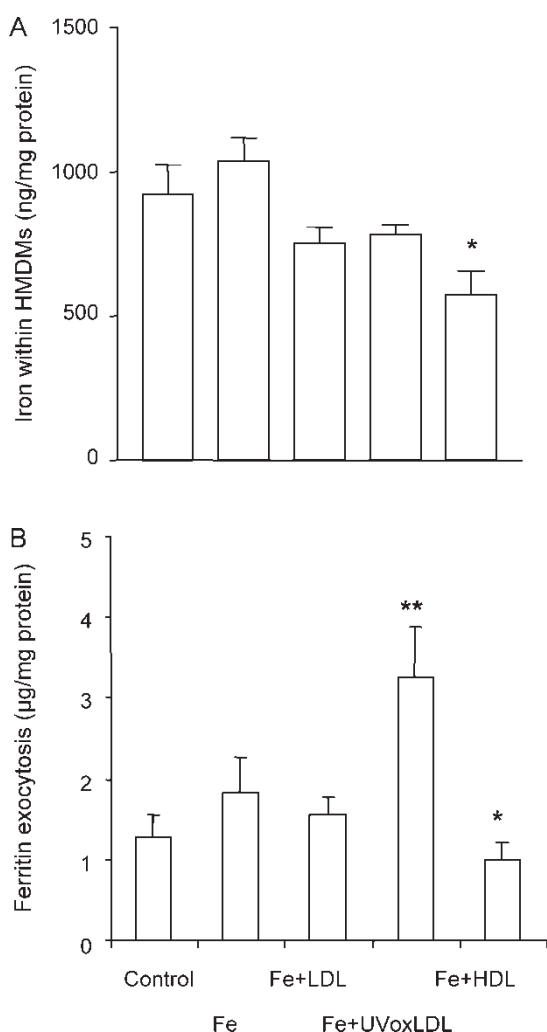 A
Iron within HMDMs (ng/mg protein)
1500
1000
500
0
*
B
Ferritin exocytosis (µg/mg protein)
5
4
3
2
1
0
**
*
Control
Fe+LDL
Fe+HDL
Fe
Fe+UVoxLDL